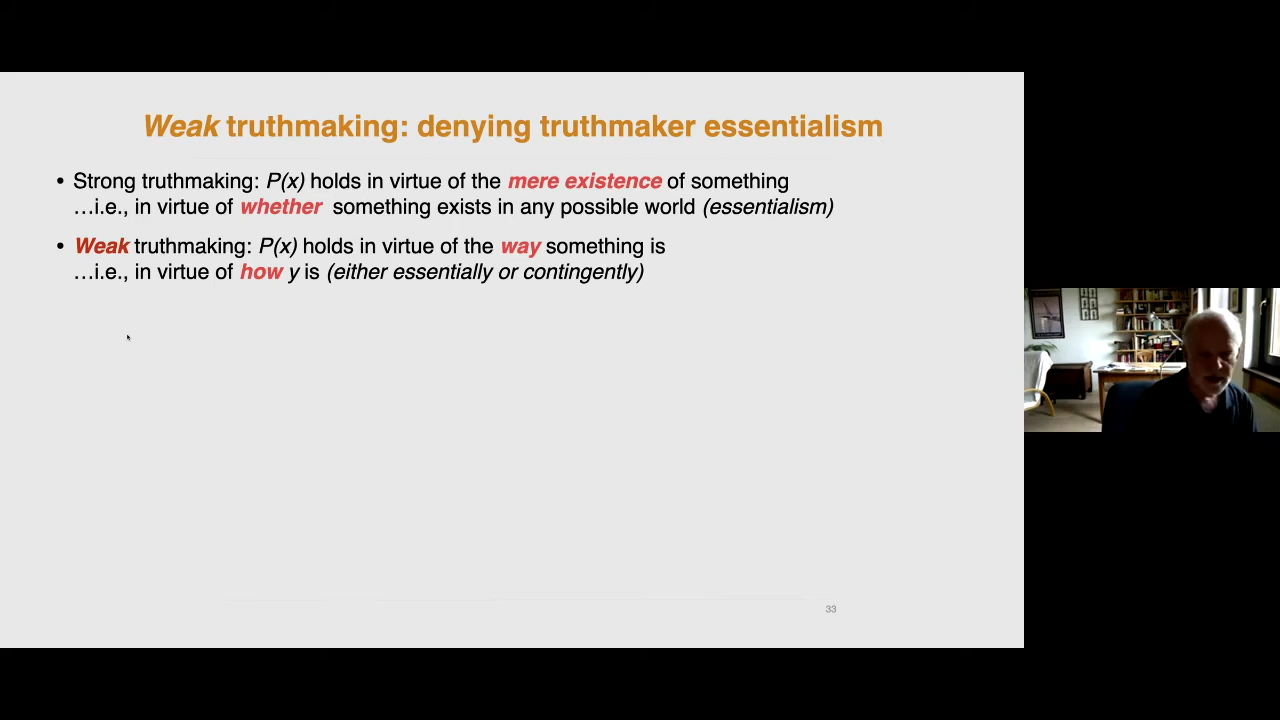 Weak truthmaking: denying truthmaker essentialism
• Strong truthmaking: P(x) holds in virtue of the mere existence of something
…i.e., in virtue of whether something exists in any possible world (essentialism)
• Weak truthmaking: P(x) holds in virtue of the way something is
…i.e., in virtue of how y is (either essentially or contingently)
33